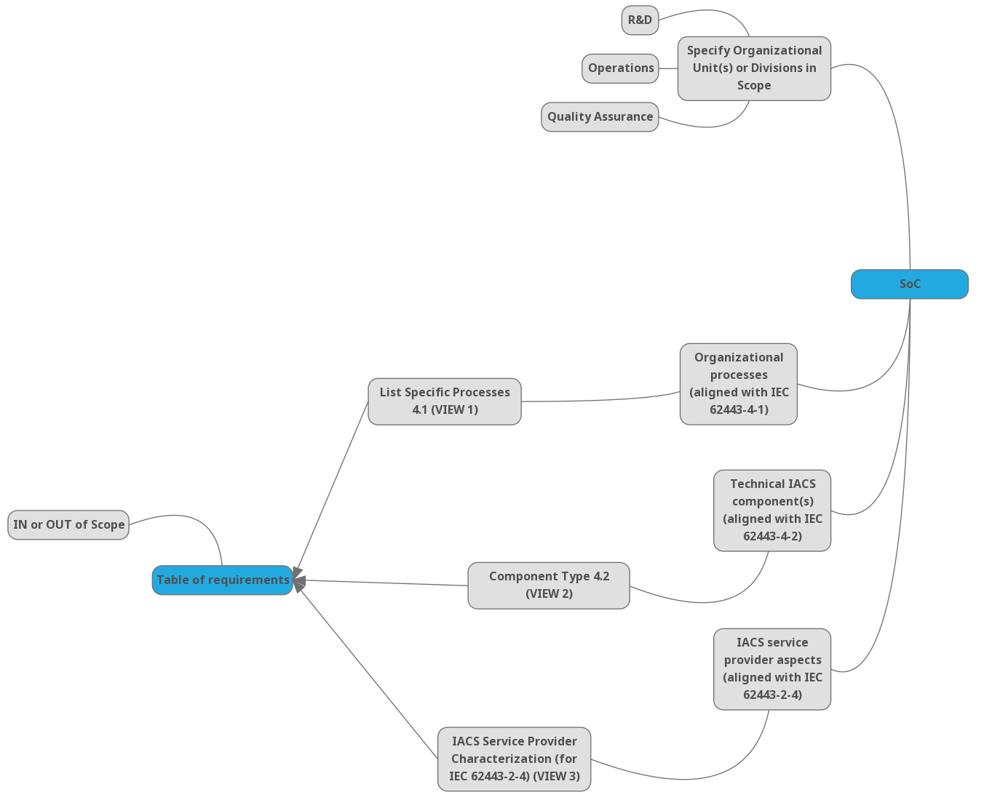 R&D
Specify Organizational
Unit(s) or Divisions in
Scope
Operations
Quality Assurance
SoC
Organizational
processes
(aligned with IEC
62443-4-1)
List Specific Processes
4.1 (VIEW 1)
Technical IACS
component(s)
(aligned with IEC
62443-4-2)
IN or OUT of Scope
Table of requirements
Component Type 4.2
(VIEW 2)
IACS service
provider aspects
(aligned with IEC
62443-2-4)
IACS Service Provider
Characterization (for
IEC 62443-2-4) (VIEW 3)